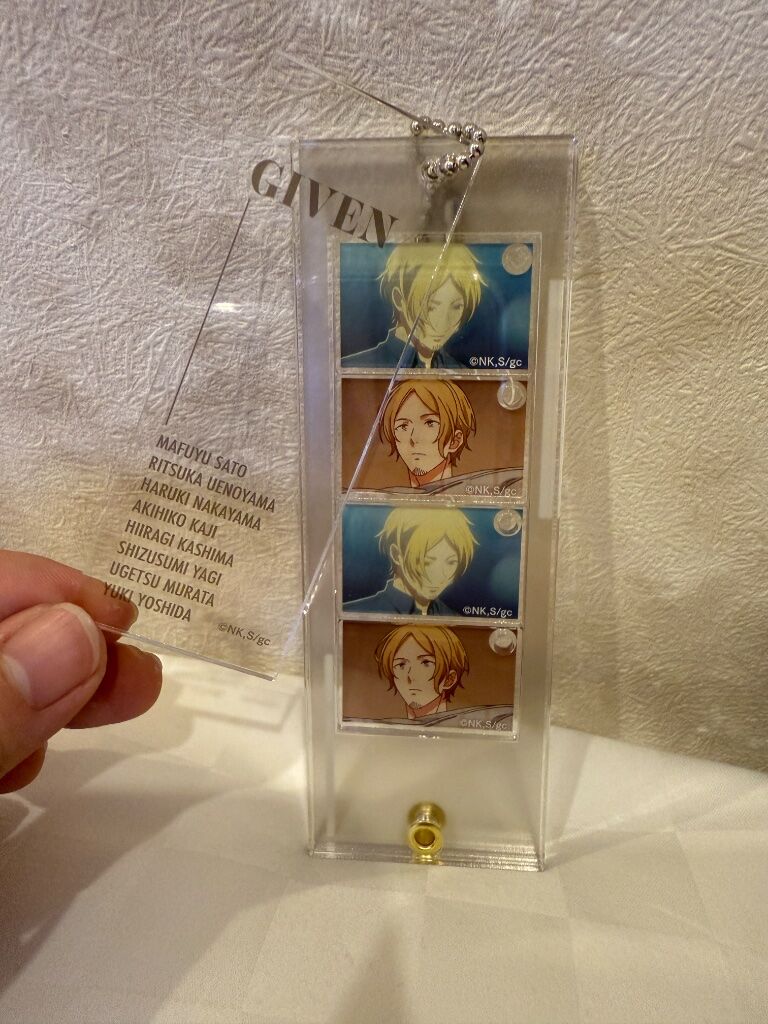 GIVEN
MAFUYU SATO
RITSUKA UENOYAMA
HARUKI NAKAYAMA
AKIHIKO KAJI
HIIRAGI KASHIMA
SHIZUSUMI YAGI
UGETSU MURATA
YUKI YOSHIDA
©NK,S/gc
©NK,S/gc
©NK,S/gc
©NK,S/gc
©NK,S/gc